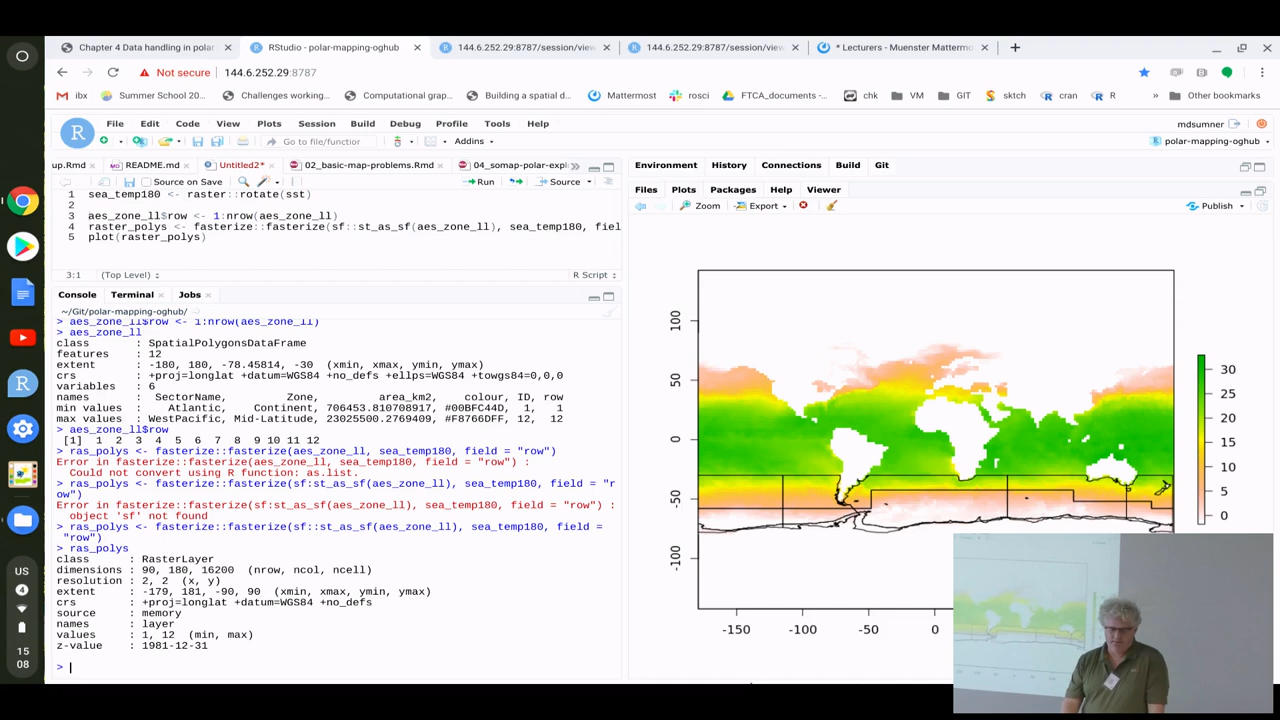 Chapter 4 Data handling in polar
RStudio - polar-mapping-oghub
144.6.252.29:8787/session/view
144.6.252.29:8787/session/view
* Lecturers - Muenster Mattermo
Not secure 144.6.252.29:8787
ibx Summer School 20... Challenges working... Computational grap... Building a spatial d... Mattermost rosci FTCA_documents -... chk VM GIT sktch cran R » Other bookmarks
File Edit Code View Plots Session Build Debug Profile Tools Help
mdsumner
Go to file/function Addins
polar-mapping-oghub
up.Rmd README.md Untitled2* 02_basic-map-problems.Rmd 04_somap-polar-expl
Source on Save Run Source
1 sea_temp180 <- raster::rotate(sst)
2
3 aes_zone_ll$row <- 1:nrow(aes_zone_ll)
4 raster_polys <- fasterize::fasterize(sf::st_as_sf(aes_zone_ll), sea_temp180, fiel
5 plot(raster_polys)
3:1 (Top Level) R Script
Console Terminal Jobs
~/Git/polar-mapping-oghub/
> aes_zone_ll$row <- 1:nrow(aes_zone_ll)
> aes_zone_ll
class : SpatialPolygonsDataFrame
features : 12
extent : -180, 180, -78.45814, -30 (xmin, xmax, ymin, ymax)
crs : +proj=longlat +datum=WGS84 +no_defs +ellps=WGS84 +towgs84=0,0,0
variables : 6
names : SectorName, Zone, area_km2, colour, ID, row
min values : Atlantic, Continent, 706453.810708917, #00BFC44D, 1, 1
max values : WestPacific, Mid-Latitude, 23025500.2769409, #F8766DFF, 12, 12
> aes_zone_ll$row
[1] 1 2 3 4 5 6 7 8 9 10 11 12
> ras_polys <- fasterize::fasterize(aes_zone_ll, sea_temp180, field = "row")
Error in fasterize::fasterize(aes_zone_ll, sea_temp180, field = "row") :
Could not convert using R function: as.list.
> ras_polys <- fasterize::fasterize(sf:st_as_sf(aes_zone_ll), sea_temp180, field = "r
ow")
Error in fasterize::fasterize(sf:st_as_sf(aes_zone_ll), sea_temp180, field = "row") :
object 'sf' not found
> ras_polys <- fasterize::fasterize(sf::st_as_sf(aes_zone_ll), sea_temp180, field =
"row")
> ras_polys
class : RasterLayer
dimensions : 90, 180, 16200 (nrow, ncol, ncell)
resolution : 2, 2 (x, y)
extent : -179, 181, -90, 90 (xmin, xmax, ymin, ymax)
crs : +proj=longlat +datum=WGS84 +no_defs
source : memory
names : layer
values : 1, 12 (min, max)
z-value : 1981-12-31
>
Environment History Connections Build Git
Files Plots Packages Help Viewer
Zoom Export Publish
100
50
0
-50
-100
-150 -100 -50 0
30
25
20
15
10
5
0
US
4
15
08